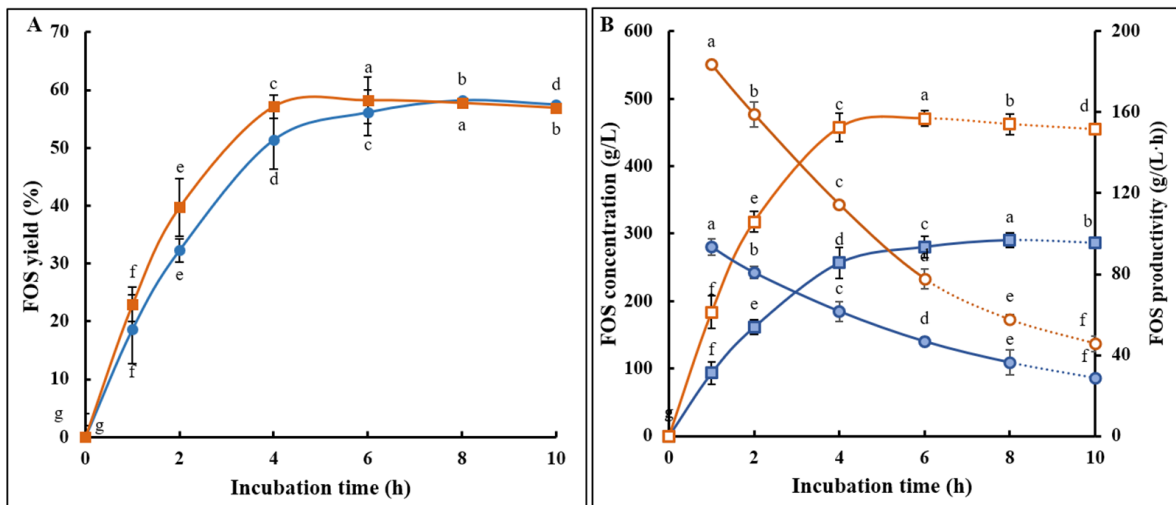 A
FOS yield (%)
70
60
50
40
30
20
10
0
g
g
f
f
e
e
c
d
a
c
b
a
d
b
0 2 4 6 8 10
Incubation time (h)
B
FOS concentration (g/L)
600
500
400
300
200
100
0
a
b
c
a
b
d
e
c
a
c
a
b
b
d
f
e
c
d
e
f
d
e
f
f
g
0 2 4 6 8 10
Incubation time (h)
200
160
120
80
40
0
FOS productivity (g/(L·h))